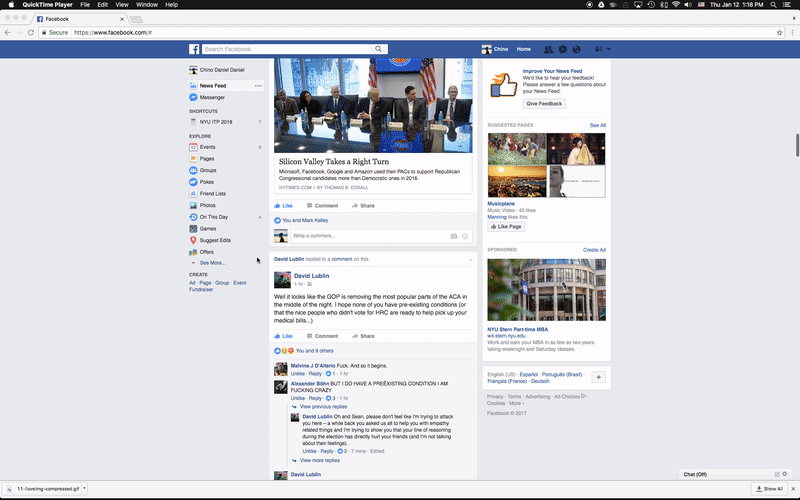 QuickTime Player File Edit View Window Help Thu Jan 12 1:18 PM
Facebook
Secure https://www.facebook.com/#
Search Facebook
Chino Home
Chino Daniel Daniel
News Feed
Messenger
SHORTCUTS
NYU ITP 2018 7
EXPLORE
Events 8
Pages
Groups
Pokes
Friend Lists
Photos
On This Day 4
Games
Suggest Edits
Offers
See More...
CREATE
Ad · Page · Group · Event ·
Fundraiser
Silicon Valley Takes a Right Turn
Microsoft, Facebook, Google and Amazon used their PACs to support Republican
Congressional candidates more than Democratic ones in 2016.
NYTIMES.COM | BY THOMAS B. EDSALL
Like Comment Share
You and Mark Kelley
Write a comment...
David Lublin replied to a comment on this.
David Lublin
1 hr ·
Well it looks like the GOP is removing the most popular parts of the ACA in
the middle of the night. I hope none of you have pre-existing conditions (or
that the nice people who didn't vote for HRC are ready to help pick up your
medical bills...)
Like Comment Share
You and 9 others
Malvina J D'Alterio Fuck. And so it begins.
Unlike · Reply · 1 · 1 hr
Alexander Böhn BUT I DO HAVE A PREËXISTING CONDITION I AM
FUCKING CRAZY
Unlike · Reply · 3 · 1 hr
View previous replies
David Lublin Oh and Sean, please don't feel like I'm trying to attack
you here – a while back you asked us all to help you with empathy
related things and I'm trying to show you that your line of reasoning
during the election has directly hurt your friends (and I'm not talking
about their feelings).
Unlike · Reply · 2 · 7 mins · Edited
View more replies
David Lublin
Improve Your News Feed
We'd like to hear your feedback!
Please answer a few questions
about your News Feed.
Give Feedback
SUGGESTED PAGES See All
Musicplane
Music Video · 43 likes
Manning likes this.
Like Page
SPONSORED Create Ad
NYU Stern Part-time MBA
w4.stern.nyu.edu
Work and earn your MBA in as few as two years
taking weeknight and Saturday classes.
English (US) · Español · Português (Brasil) ·
Français (France) · Deutsch
Privacy · Terms · Advertising · Ad Choices ·
Cookies · More
Facebook © 2017
Chat (Off)
11-iloveimg-compressed.gif
Show All